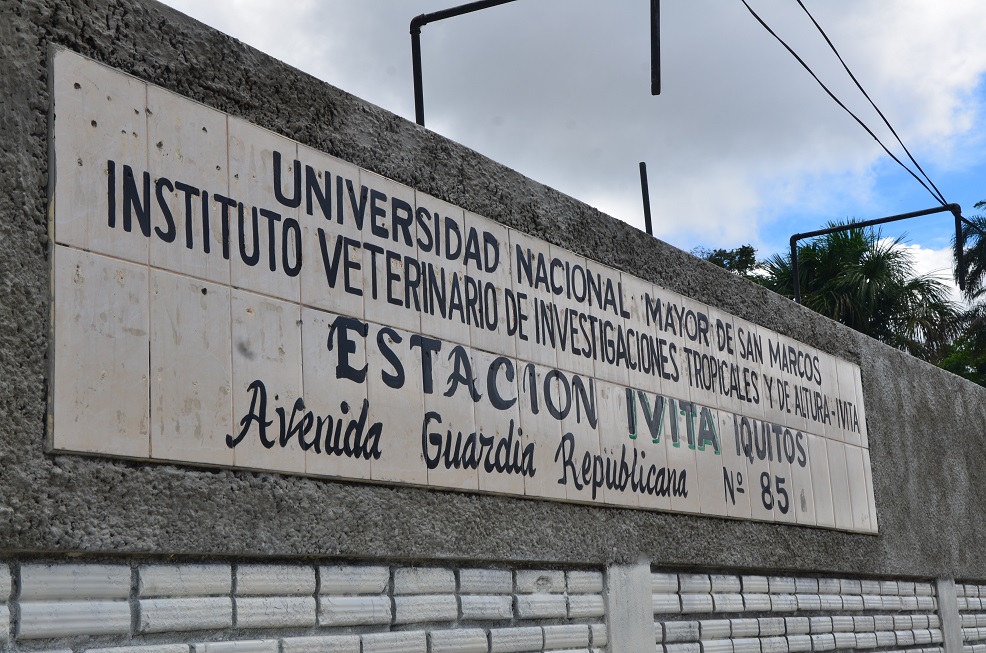 UNIVERSIDAD NACIONAL MAYOR DE SAN MARCOS
INSTITUTO VETERINARIO DE INVESTIGACIONES TROPICALES Y DE ALTURA-IVITA
ESTACION IVITA IQUITOS
Avenida Guardia Republicana Nº 85